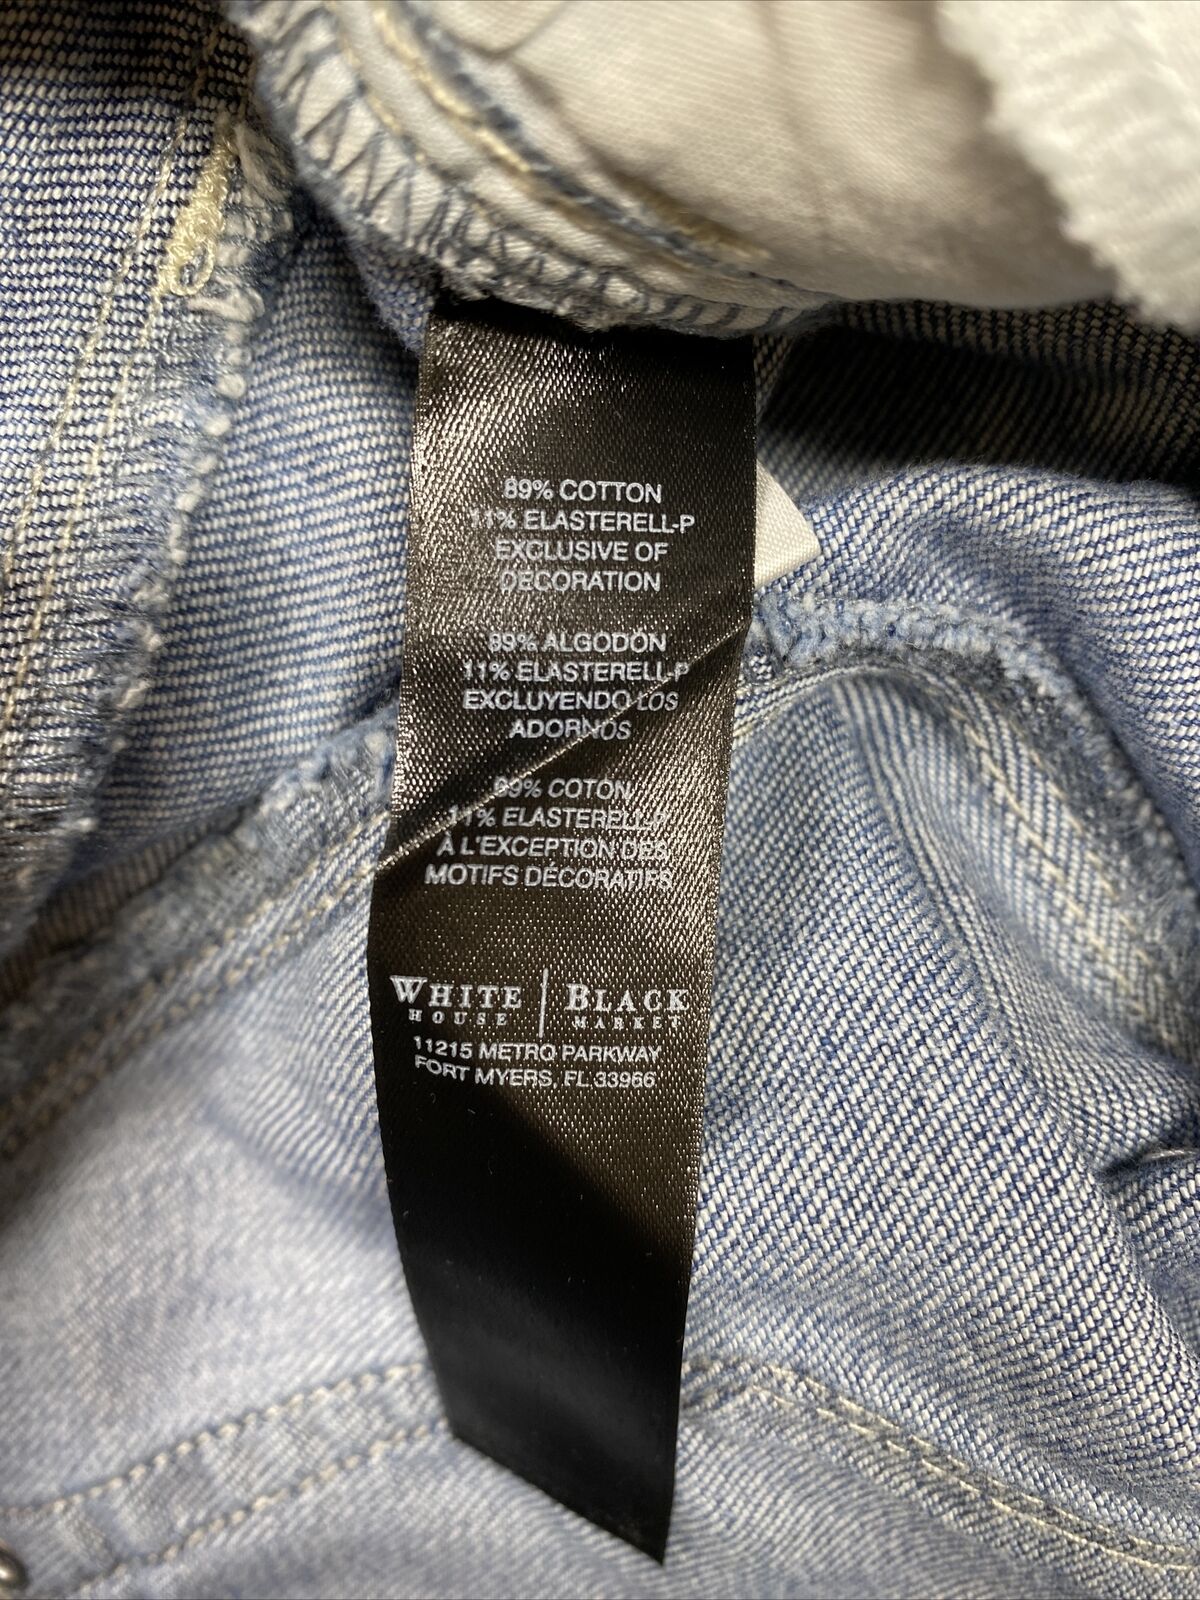 89% COTTON
11% ELASTERELL-P
EXCLUSIVE OF
DECORATION
89% ALGODÓN
11% ELASTERELL-P
EXCLUYENDO LOS
ADORNOS
89% COTON
11% ELASTERELL-P
À L'EXCEPTION DES
MOTIFS DÉCORATIFS
WHITE | BLACK
HOUSE MARKET
11215 METRO PARKWAY
FORT MYERS, FL 33966